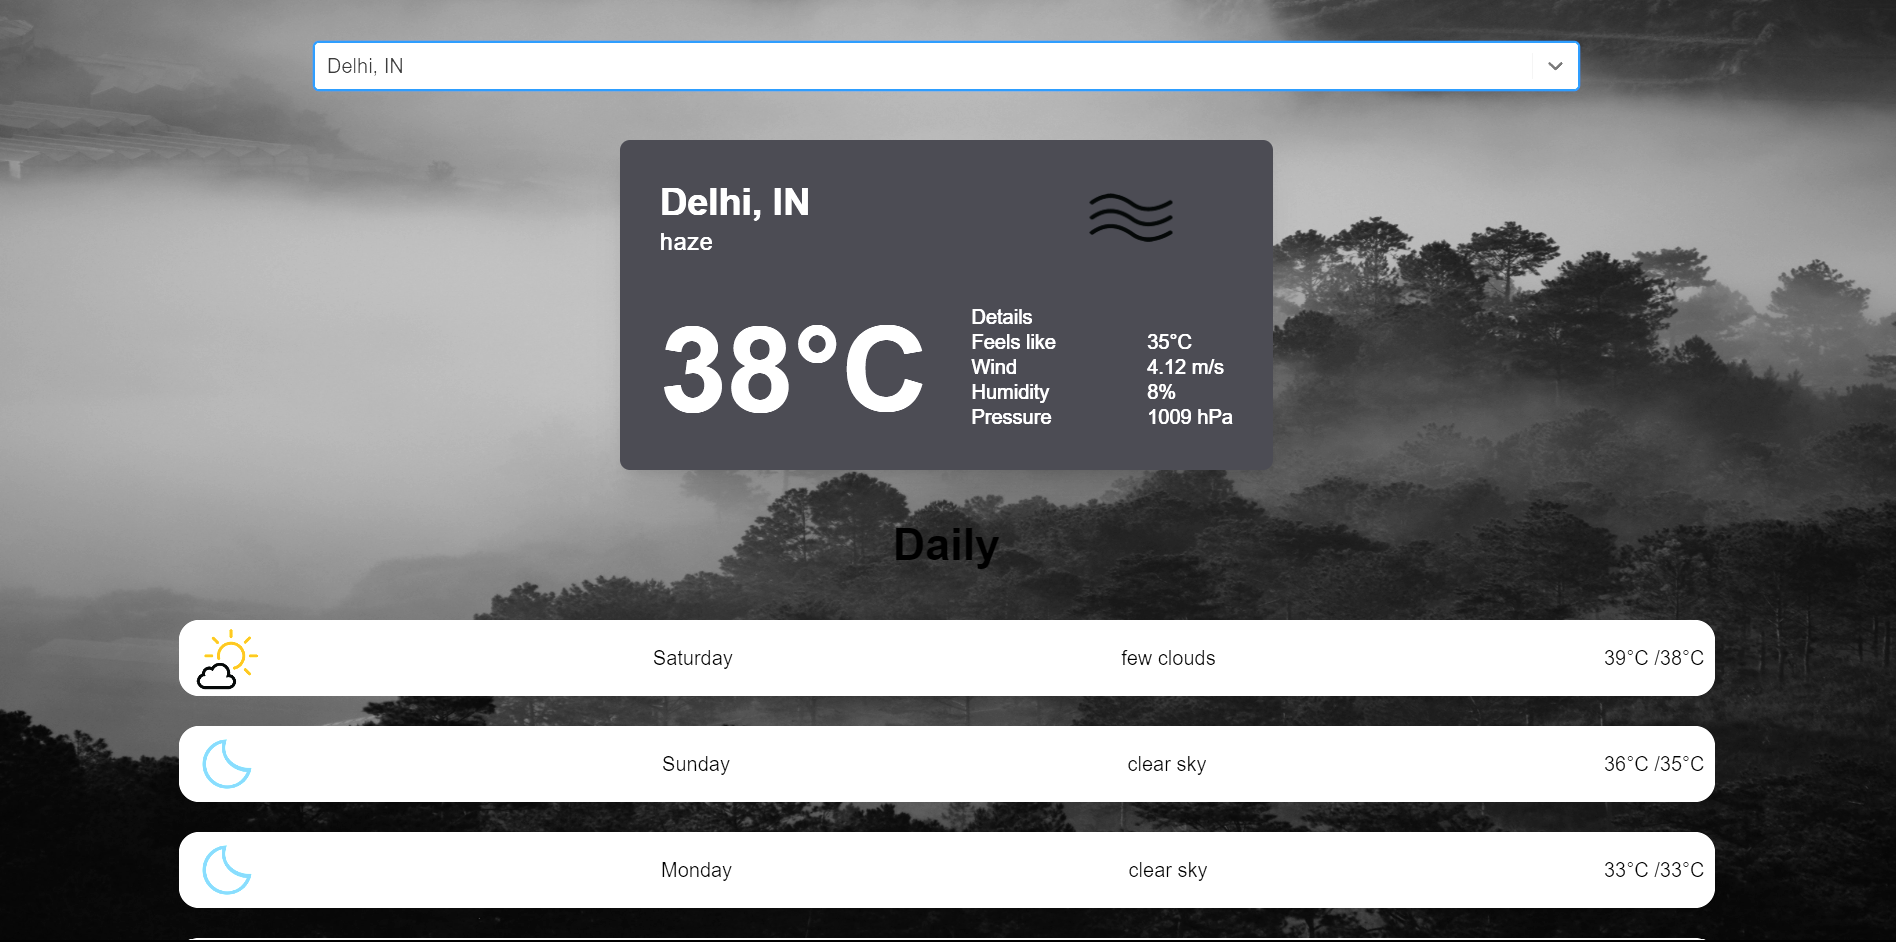 Delhi, IN
Delhi, IN
haze
38°C
Details
Feels like 35°C
Wind 4.12 m/s
Humidity 8%
Pressure 1009 hPa
Daily
Saturday few clouds 39°C /38°C
Sunday clear sky 36°C /35°C
Monday clear sky 33°C /33°C